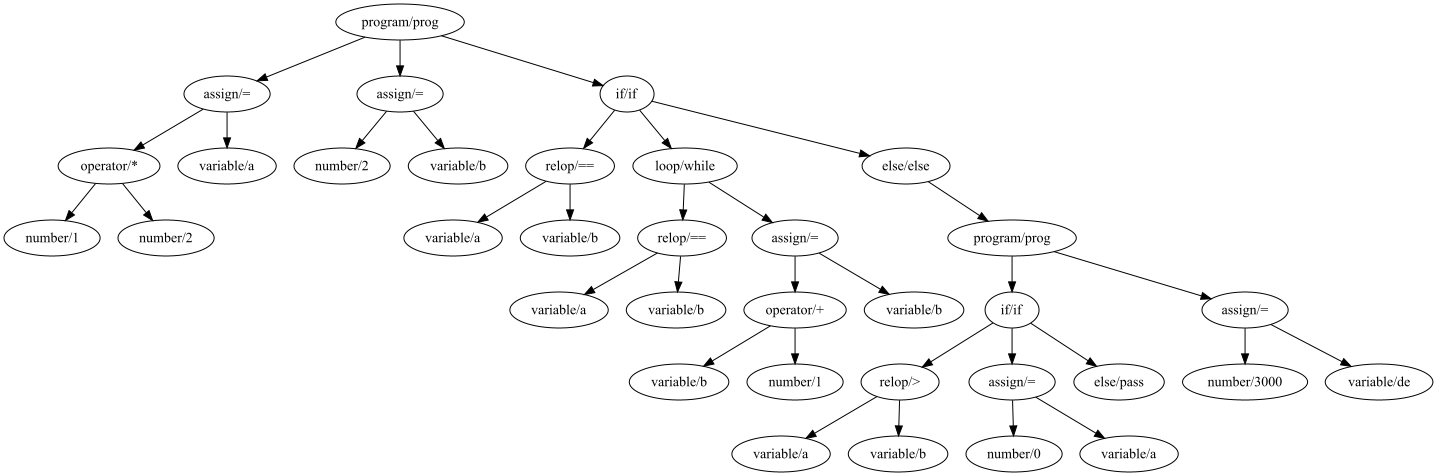 program/prog
assign/=
assign/=
if/if
operator/*
variable/a
number/2
variable/b
relop/==
loop/while
else/else
number/1
number/2
variable/a
variable/b
relop/==
assign/=
program/prog
variable/a
variable/b
operator/+
variable/b
if/if
assign/=
variable/b
number/1
relop/>
assign/=
else/pass
number/3000
variable/de
variable/a
variable/b
number/0
variable/a